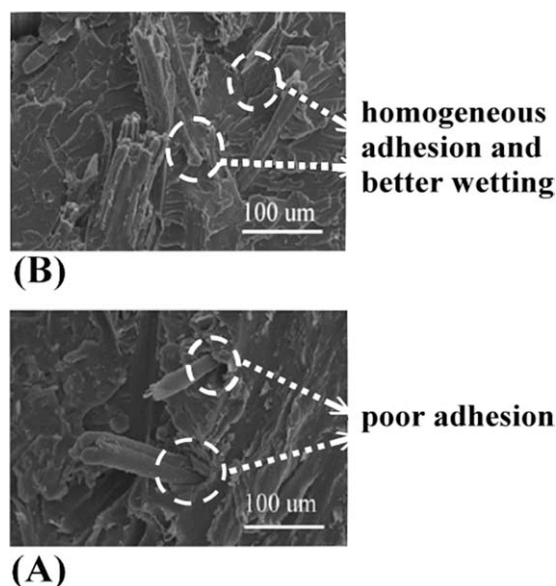 homogeneous
adhesion and
better wetting
100 um
(B)
poor adhesion
100 um
(A)